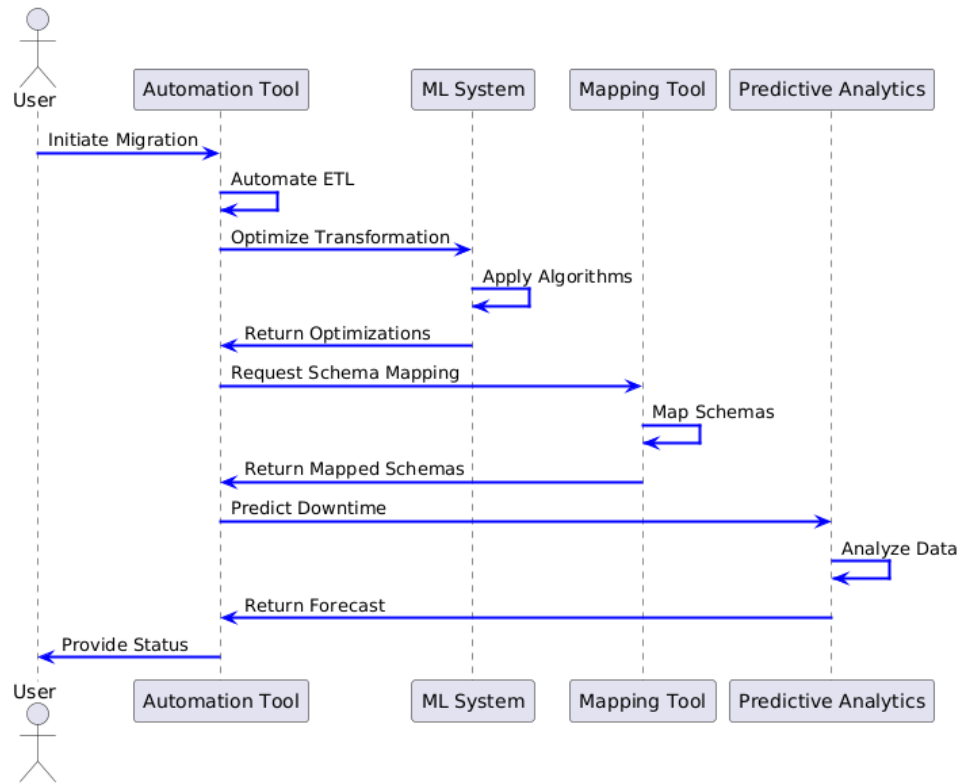 User
Automation Tool
ML System
Mapping Tool
Predictive Analytics
Initiate Migration
Automate ETL
Optimize Transformation
Apply Algorithms
Return Optimizations
Request Schema Mapping
Map Schemas
Return Mapped Schemas
Predict Downtime
Analyze Data
Return Forecast
Provide Status
User
Automation Tool
ML System
Mapping Tool
Predictive Analytics